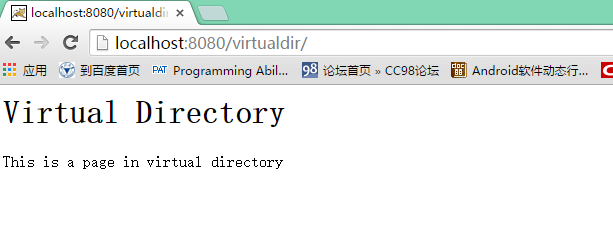 localhost:8080/virtualdir
localhost:8080/virtualdir/
应用 到百度首页 PAT Programming Abil... 98 论坛首页 » CC98论坛 Android软件动态行...
Virtual Directory
This is a page in virtual directory